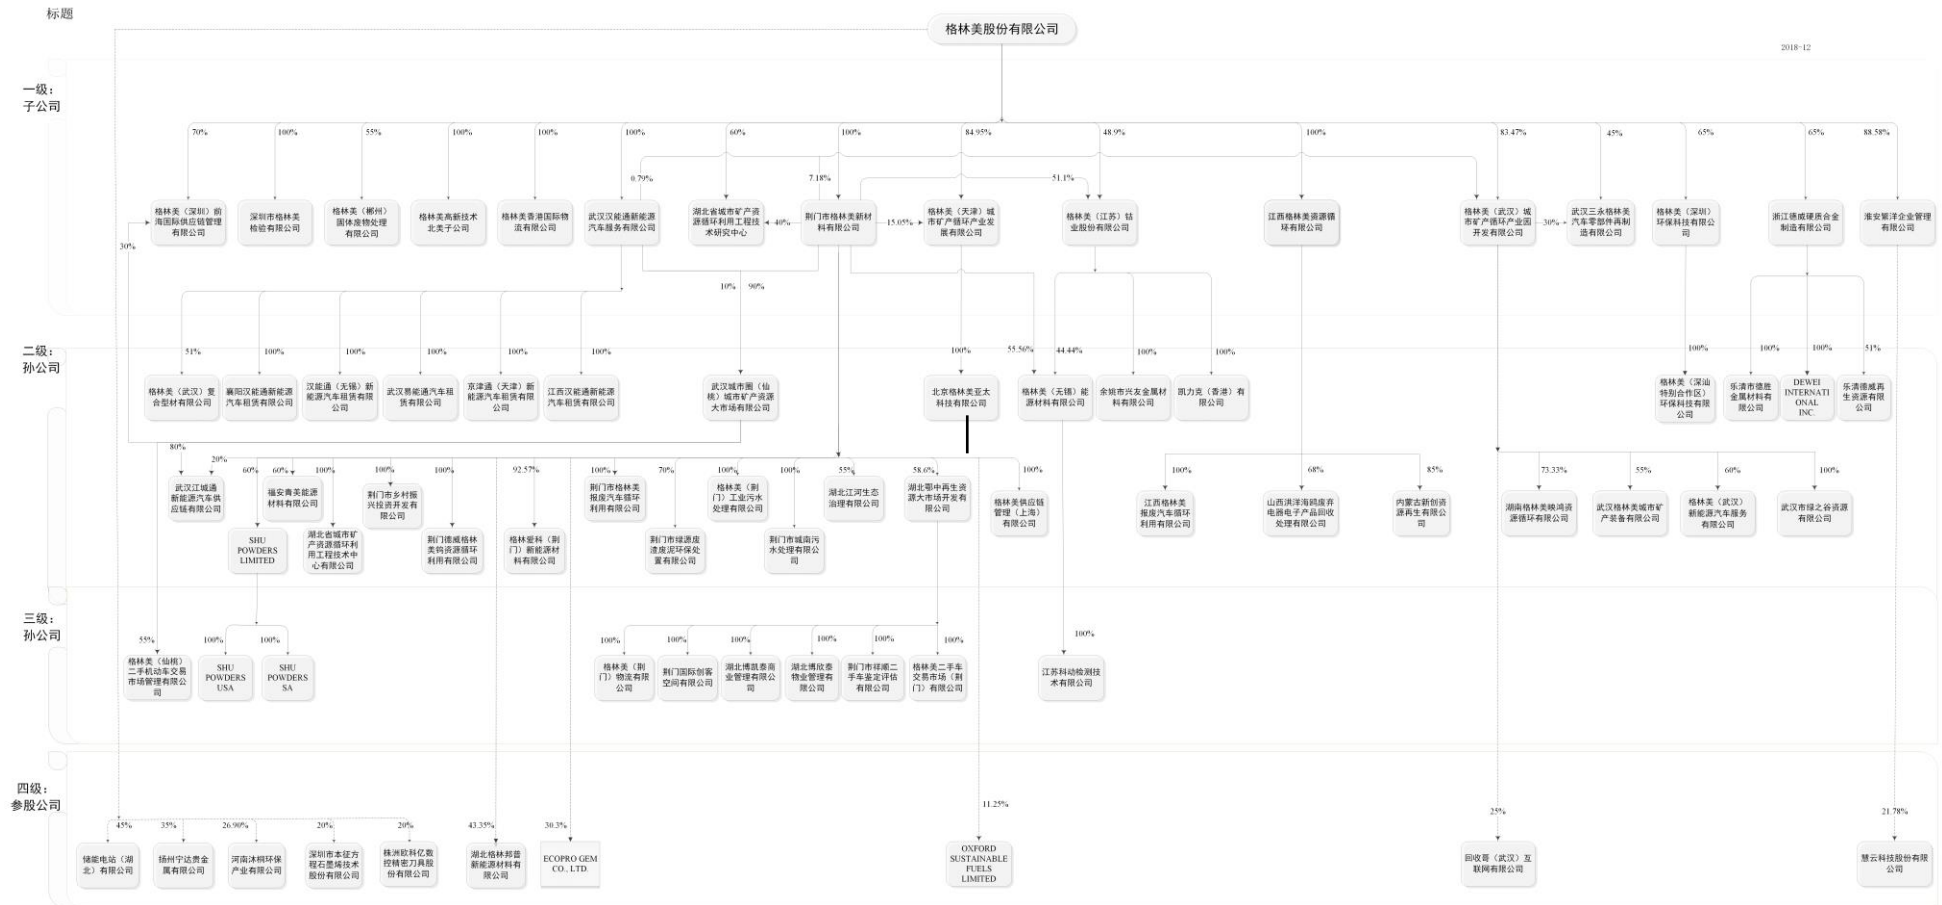 标题
格林美股份有限公司
2018-12
一级：
子公司
70%
100%
55%
100%
100%
100%
60%
100%
84.95%
48.9%
100%
83.47%
45%
65%
65%
88.58%
0.79%
7.18%
51.1%
格林美（深圳）前
海国际供应链管理
有限公司
深圳市格林美
检验有限公司
格林美（郴州）
固体废物处理
有限公司
格林美高新技术
北美子公司
格林美香港国际物
流有限公司
武汉汉能通新能源
汽车服务有限公司
湖北省城市矿产资
源循环利用工程技
术研究中心
40%
荆门市格林美新材
料有限公司
15.05%
格林美（天津）城
市矿产循环产业发
展有限公司
格林美（江苏）钴
业股份有限公司
江西格林美资源循
环有限公司
格林美（武汉）城
市矿产循环产业园
开发有限公司
30%
武汉三永格林美
汽车零部件再制
造有限公司
格林美（深圳）
环保科技有限公
司
浙江德威硬质合金
制造有限公司
淮安繁洋企业管理
有限公司
30%
10%
90%
二级：
孙公司
51%
100%
100%
100%
100%
100%
100%
55.56%
44.44%
100%
100%
100%
100%
100%
51%
格林美（武汉）复
合型材有限公司
襄阳汉能通新能源
汽车租赁有限公司
汉能通（无锡）新
能源汽车租赁有限
公司
武汉易能通汽车租
赁有限公司
京津通（天津）新
能源汽车租赁有限
公司
江西汉能通新能源
汽车租赁有限公司
武汉城市圈（仙
桃）城市矿产资源
大市场有限公司
北京格林美亚太
科技有限公司
格林美（无锡）能
源材料有限公司
余姚市兴友金属材
料有限公司
凯力克（香港）有
限公司
格林美（深汕
特别合作区）
环保科技有限
公司
乐清市德胜
金属材料有
限公司
DEWEI
INTERNATI
ONAL
INC.
乐清德威再
生资源有限
公司
80%
20%
60%
60%
100%
100%
100%
92.57%
100%
70%
100%
100%
55%
58.6%
100%
100%
68%
85%
73.33%
55%
60%
100%
武汉江城通
新能源汽车供
应链有限公司
福安青美能源
材料有限公司
荆门市乡村振
兴投资开发有
限公司
荆门市格林美
报废汽车循环
利用有限公司
格林美（荆
门）工业污水
处理有限公司
湖北江河生态
治理有限公司
湖北鄂中再生资
源大市场开发有
限公司
格林美供应链
管理（上海）
有限公司
江西格林美
报废汽车循环
利用有限公司
山西洪洋海鸥废弃
电器电子产品回收
处理有限公司
内蒙古新创资
源再生有限公
司
湖南格林美映鸿资
源循环有限公司
武汉格林美城市矿
产装备有限公司
格林美（武汉）
新能源汽车服务
有限公司
武汉市绿之谷资源
有限公司
SHU
POWDERS
LIMITED
湖北省城市矿
产资源循环利
用工程技术中
心有限公司
荆门德威格林
美钨资源循环
利用有限公司
格林爱科（荆
门）新能源材
料有限公司
荆门市绿源废
渣废泥环保处
置有限公司
荆门市城南污
水处理有限公
司
三级：
孙公司
55%
100%
100%
100%
100%
100%
100%
100%
100%
100%
格林美（仙桃）
二手机动车交易
市场管理有限公
司
SHU
POWDERS
USA
SHU
POWDERS
SA
格林美（荆
门）物流有限
公司
荆门国际创客
空间有限公司
湖北博凯泰商
业管理有限公
司
湖北博欣泰
物业管理有
限公司
荆门市祥顺二
手车鉴定评估
有限公司
格林美二手车
交易市场（荆
门）有限公司
江苏科动检测技
术有限公司
四级：
参股公司
45%
35%
26.90%
20%
20%
43.35%
30.3%
11.25%
25%
21.78%
储能电站（湖
北）有限公司
扬州宁达贵金
属有限公司
河南沐桐环保
产业有限公司
深圳市本征方
程石墨烯技术
股份有限公司
株洲欧科亿数
控精密刀具股
份有限公司
湖北格林邦普
新能源材料有
限公司
ECOPRO GEM
CO., LTD.
OXFORD
SUSTAINABLE
FUELS
LIMITED
回收哥（武汉）互
联网有限公司
慧云科技股份有限
公司